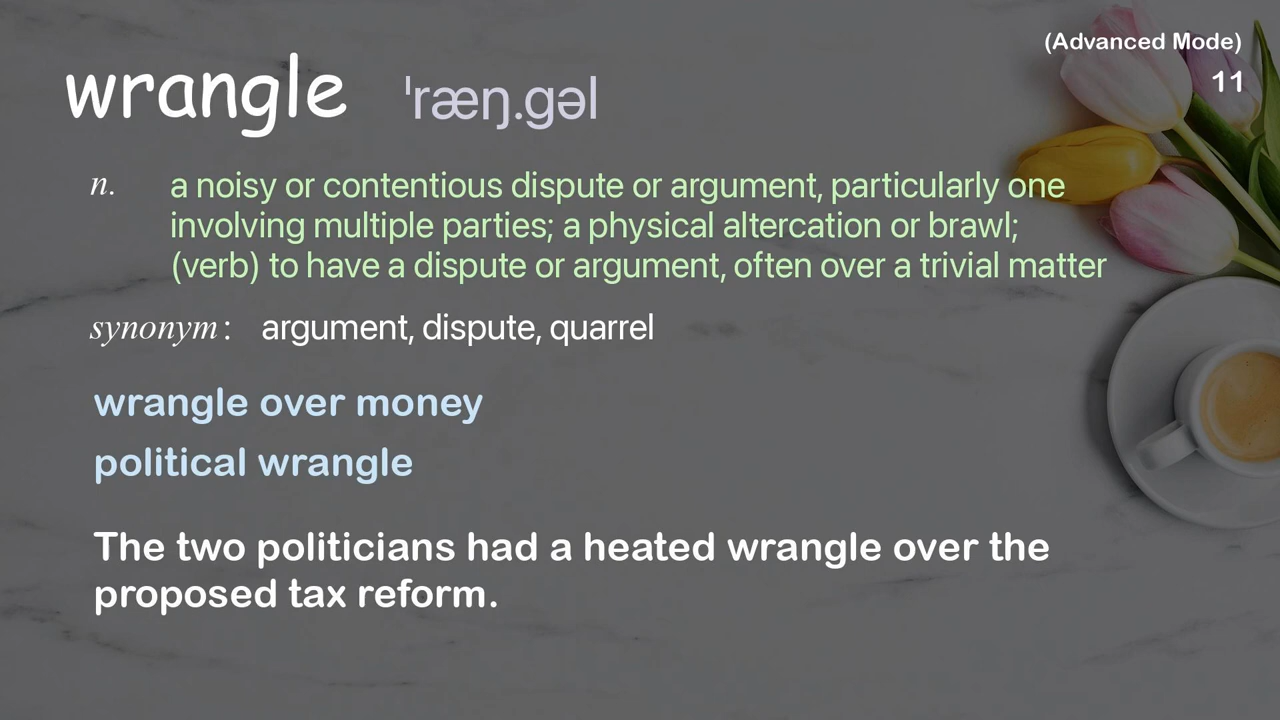 (Advanced Mode)
11
wrangle ˈræŋ.gəl
n. a noisy or contentious dispute or argument, particularly one
involving multiple parties; a physical altercation or brawl;
(verb) to have a dispute or argument, often over a trivial matter
synonym: argument, dispute, quarrel
wrangle over money
political wrangle
The two politicians had a heated wrangle over the
proposed tax reform.